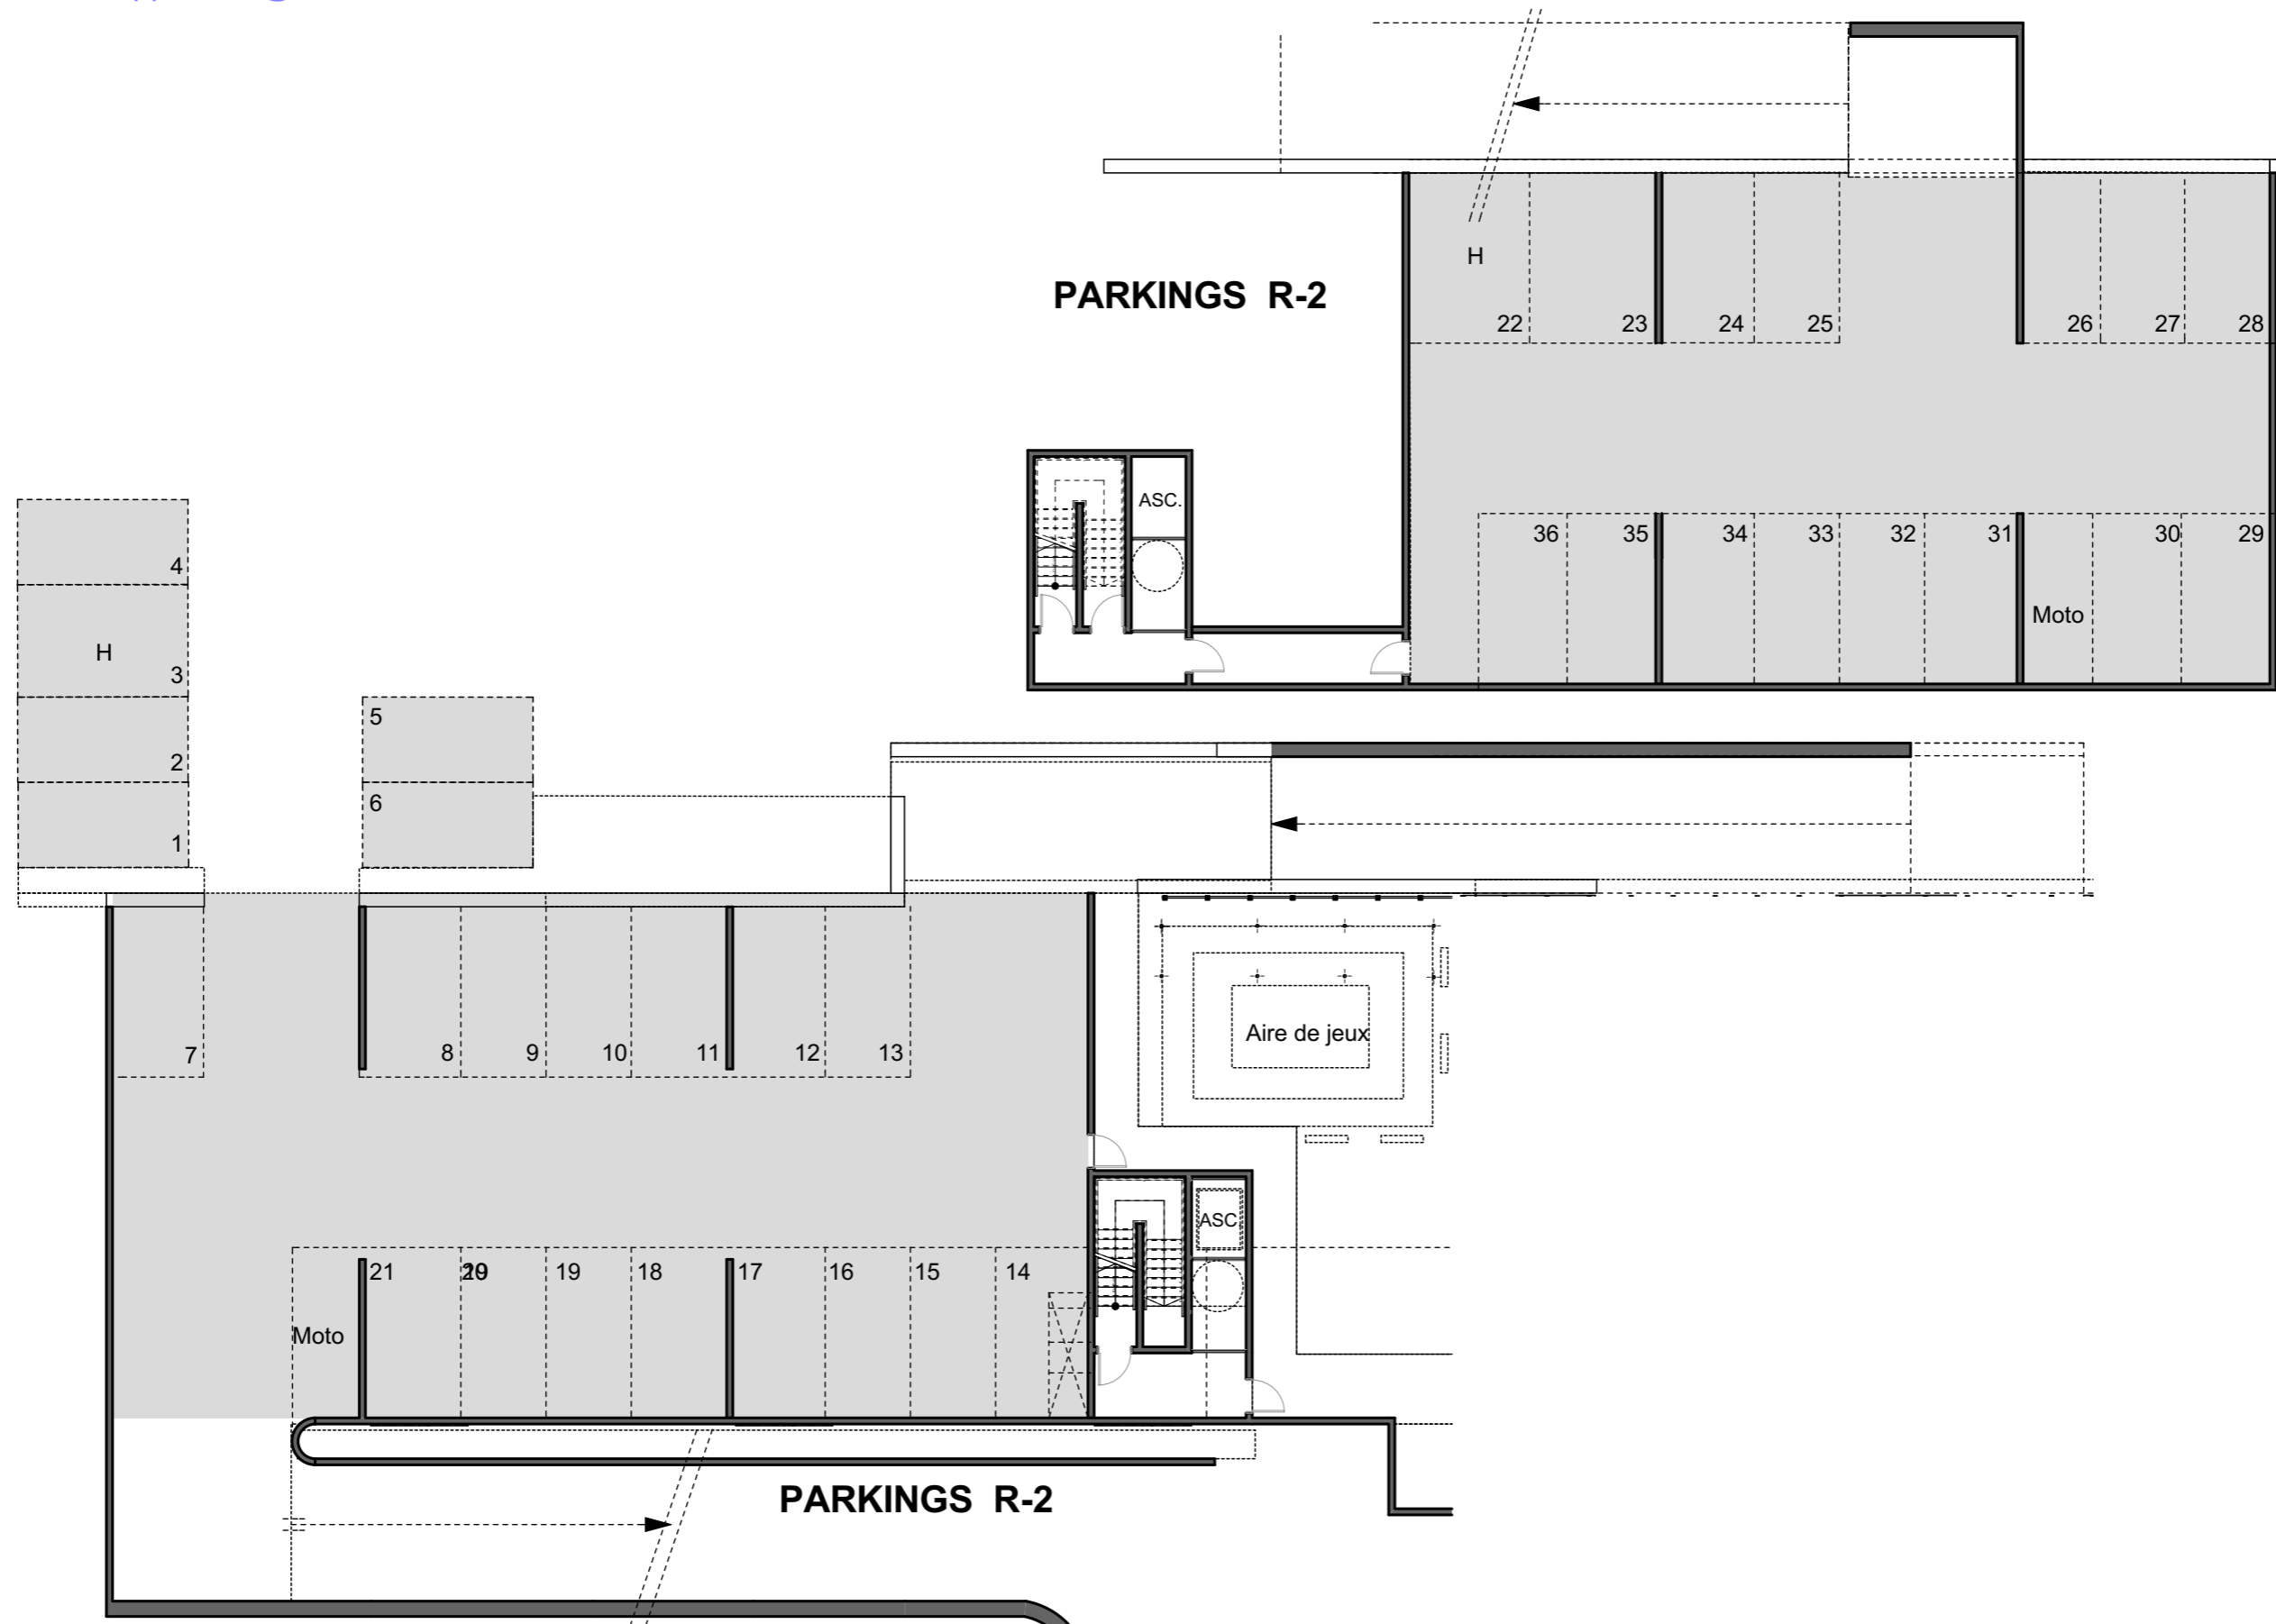 PARKINGS R-2
H
22 23 24 25 26 27 28
ASC.
36 35 34 33 32 31 30 29
Moto
4
H
3
2
1
5
6
7 8 9 10 11 12 13
Aire de jeux
ASC
21 20 19 18 17 16 15 14
Moto
PARKINGS R-2